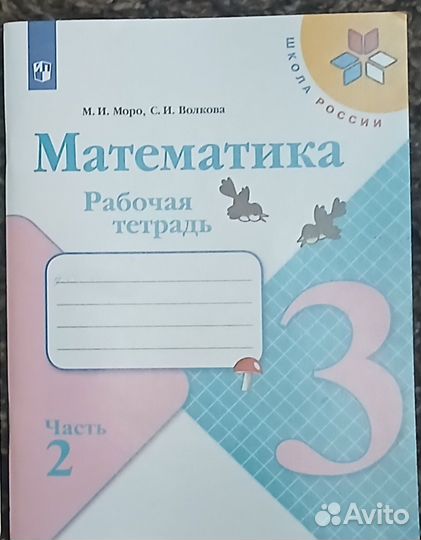 ШКОЛА РОССИИ
М. И. Моро, С. И. Волкова
Математика
Рабочая
тетрадь
3
Часть
2
Avito